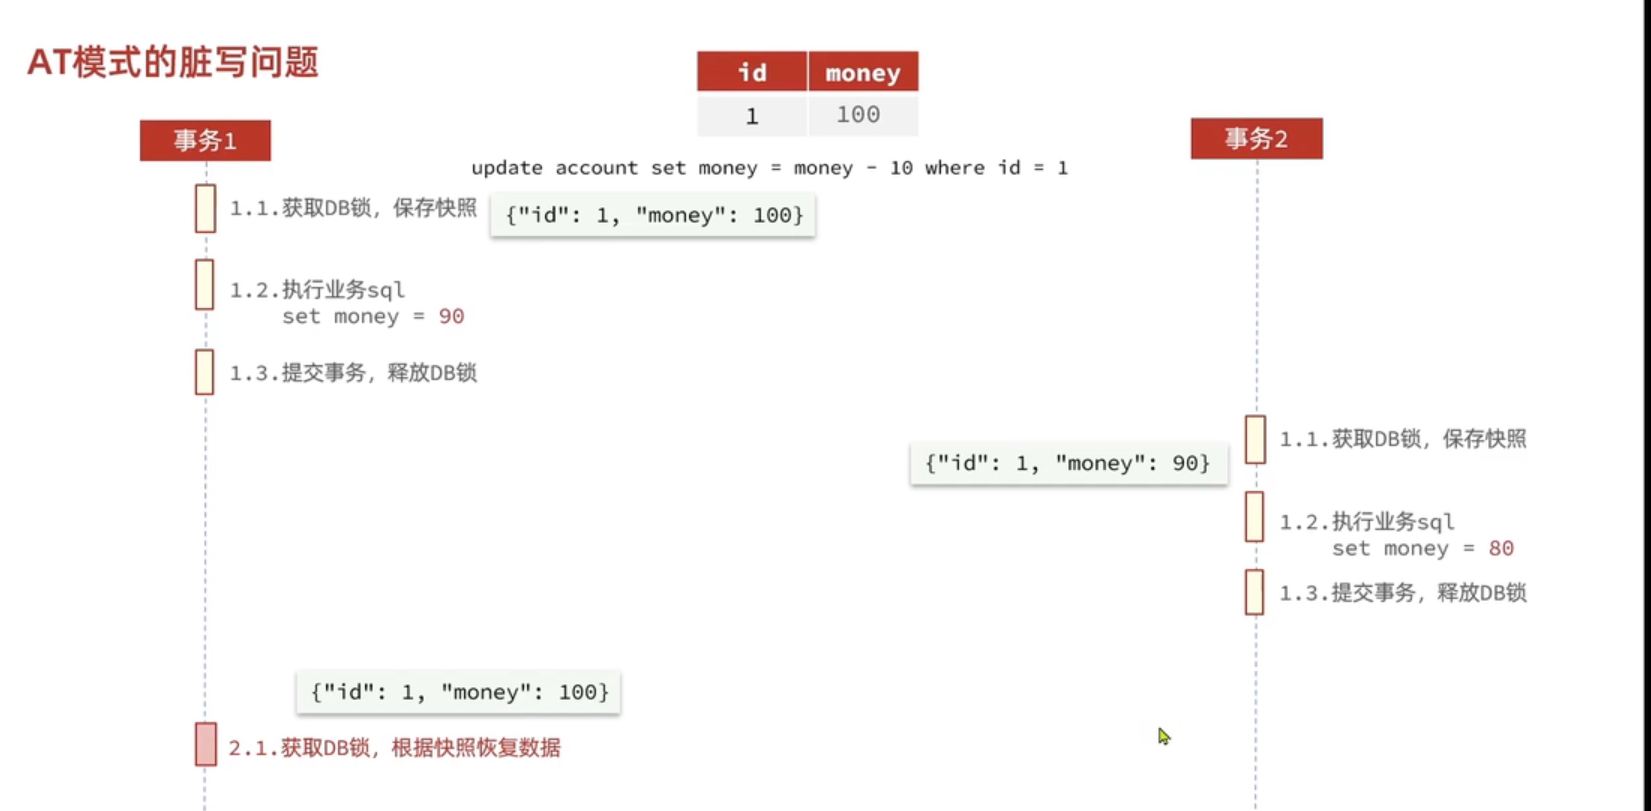 AT模式的脏写问题
id money
1 100
事务1
事务2
update account set money = money - 10 where id = 1
1.1.获取DB锁，保存快照
{"id": 1, "money": 100}
1.2.执行业务sql
set money = 90
1.3.提交事务，释放DB锁
1.1.获取DB锁，保存快照
{"id": 1, "money": 90}
1.2.执行业务sql
set money = 80
1.3.提交事务，释放DB锁
{"id": 1, "money": 100}
2.1.获取DB锁，根据快照恢复数据